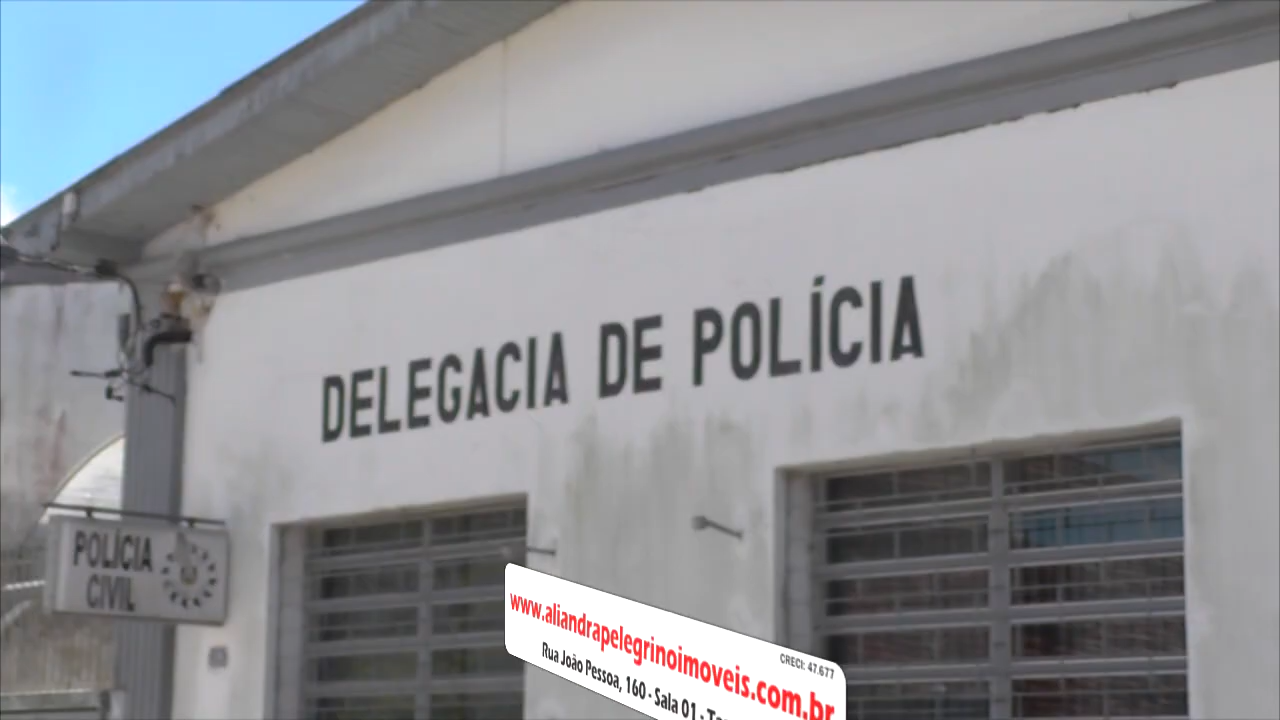 DELEGACIA DE POLÍCIA
POLÍCIA
CIVIL
www.aliandrapelegrinoimoveis.com.br
CRECI: 47.677
Rua João Pessoa, 160 - Sala 01 -